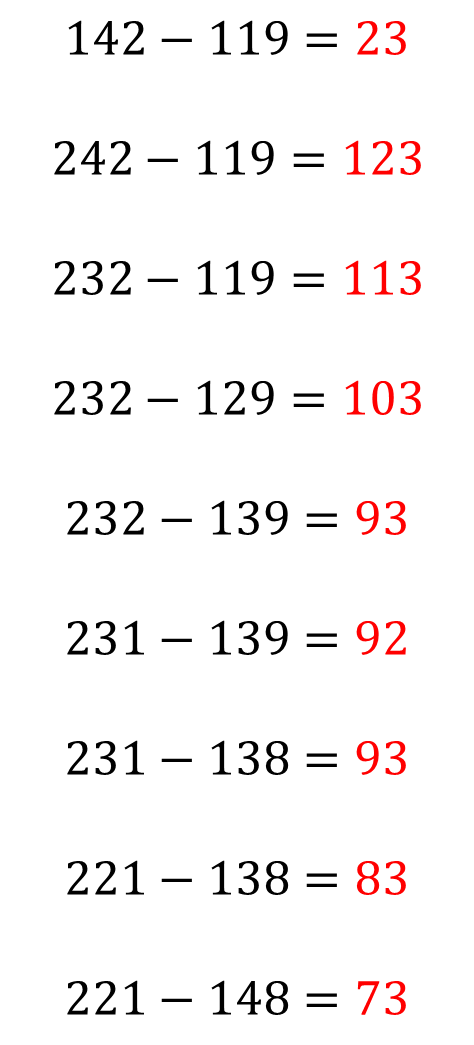 142 − 119 = 23
242 − 119 = 123
232 − 119 = 113
232 − 129 = 103
232 − 139 = 93
231 − 139 = 92
231 − 138 = 93
221 − 138 = 83
221 − 148 = 73